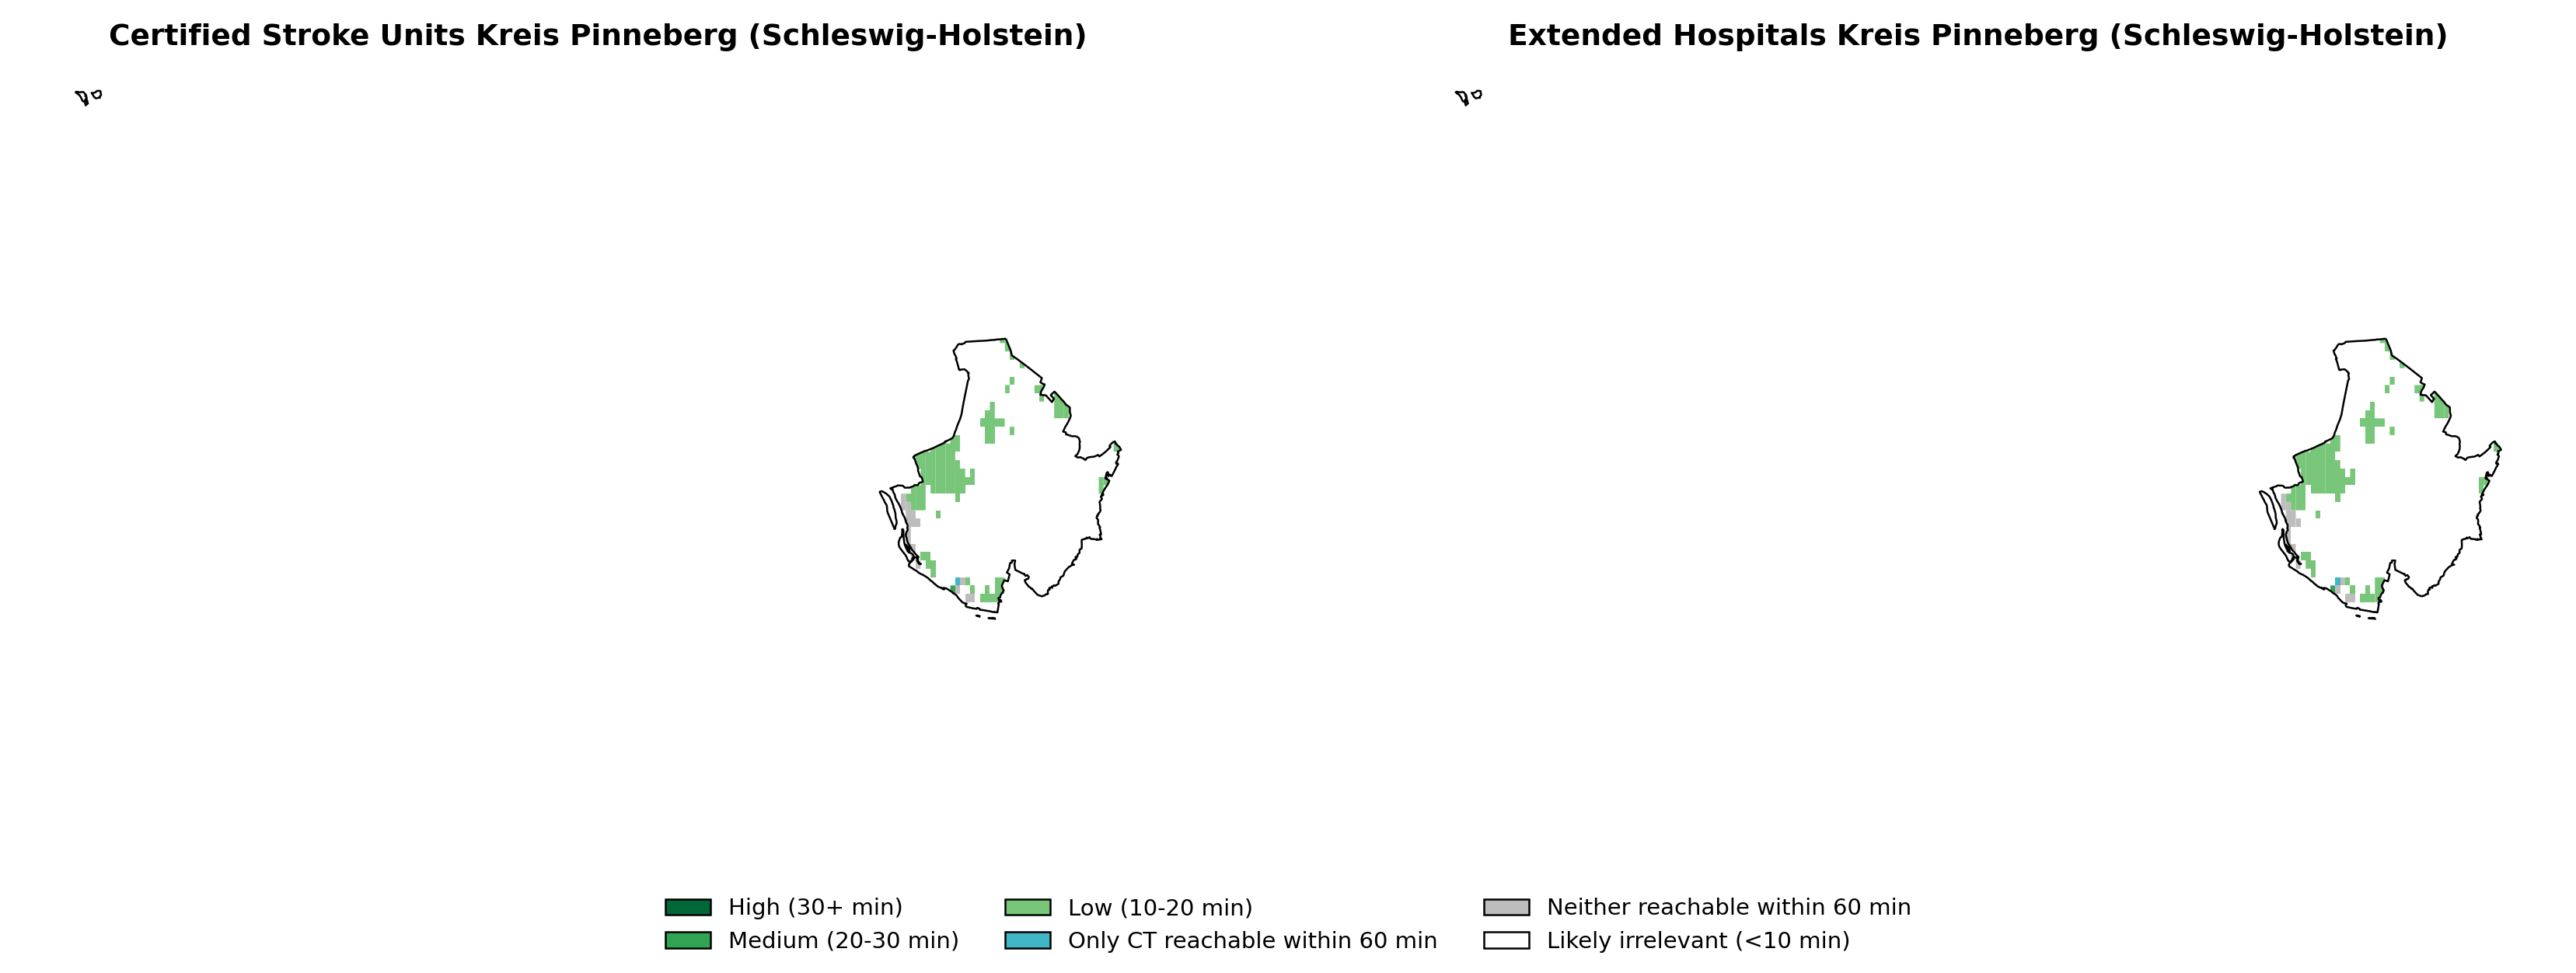 Certified Stroke Units Kreis Pinneberg (Schleswig-Holstein)
Extended Hospitals Kreis Pinneberg (Schleswig-Holstein)
High (30+ min)
Medium (20-30 min)
Low (10-20 min)
Only CT reachable within 60 min
Neither reachable within 60 min
Likely irrelevant (<10 min)